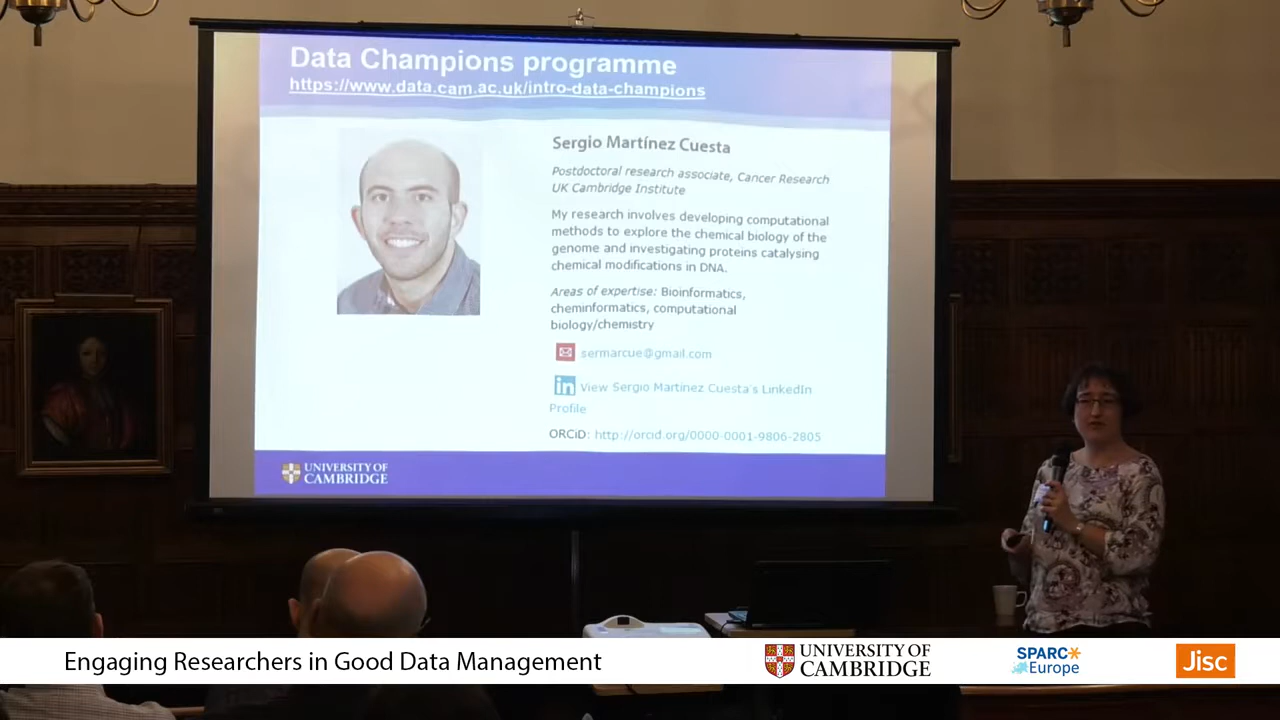 Data Champions programme
https://www.data.cam.ac.uk/intro-data-champions
Sergio Martínez Cuesta
Postdoctoral research associate, Cancer Research
UK Cambridge Institute
My research involves developing computational
methods to explore the chemical biology of the
genome and investigating proteins catalysing
chemical modifications in DNA.
Areas of expertise: Bioinformatics,
cheminformatics, computational
biology/chemistry
sermarcue@gmail.com
in View Sergio Martínez Cuesta's LinkedIn
Profile
ORCiD: http://orcid.org/0000-0001-9806-2805
UNIVERSITY OF
CAMBRIDGE
Engaging Researchers in Good Data Management
UNIVERSITY OF
CAMBRIDGE
SPARC
Europe
Jisc